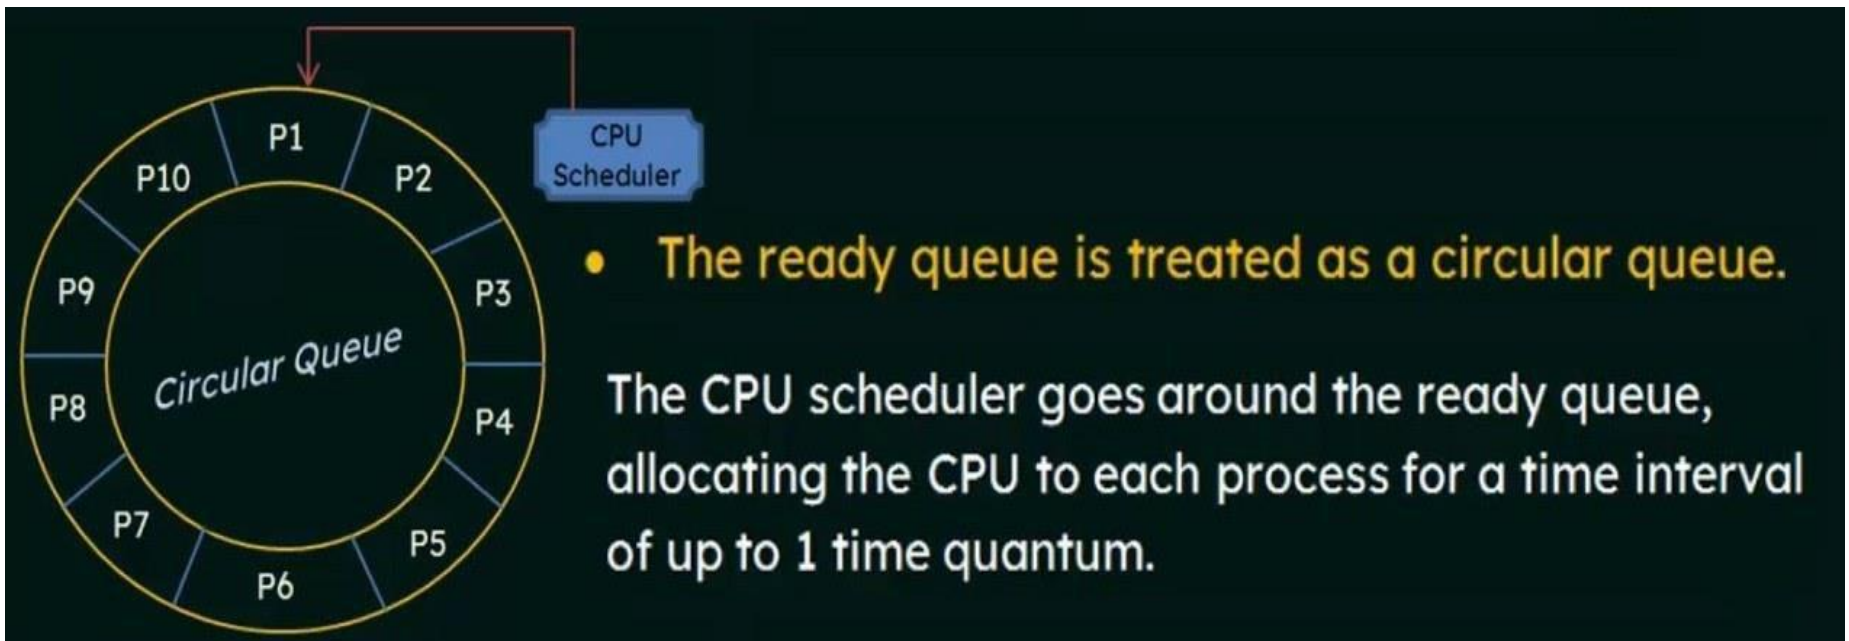 P1
P2
P3
P4
P5
P6
P7
P8
P9
P10
Circular Queue
CPU
Scheduler
• The ready queue is treated as a circular queue.
The CPU scheduler goes around the ready queue,
allocating the CPU to each process for a time interval
of up to 1 time quantum.